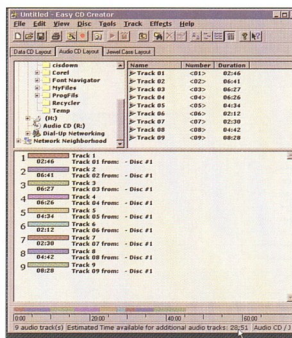 Untitled - Easy CD Creator
File Edit View Disc Tools Track Effects Help
Data CD Layout Audio CD Layout Jewel Case Layout
cisdown
Corel
Font Navigator
MyFiles
ProgFils
Recycler
Temp
(H:)
Audio CD (R:)
Dial-Up Networking
Network Neighborhood
Name Number Duration
Track 01 <01> 02:46
Track 02 <02> 06:41
Track 03 <03> 06:27
Track 04 <04> 06:26
Track 05 <05> 04:34
Track 06 <06> 02:12
Track 07 <07> 02:30
Track 08 <08> 04:42
Track 09 <09> 08:28
1 Track 1
02:46 Track 01 from: - Disc #1
2 Track 2
06:41 Track 02 from: - Disc #1
3 Track 3
06:27 Track 03 from: - Disc #1
4 Track 4
06:26 Track 04 from: - Disc #1
5 Track 5
04:34 Track 05 from: - Disc #1
6 Track 6
02:12 Track 06 from: - Disc #1
7 Track 7
02:30 Track 07 from: - Disc #1
8 Track 8
04:42 Track 08 from: - Disc #1
9 Track 9
08:28 Track 09 from: - Disc #1
0:00 20:00 40:00 60:00
9 audio track(s) Estimated Time available for additional audio tracks: 28:51 Audio CD / J